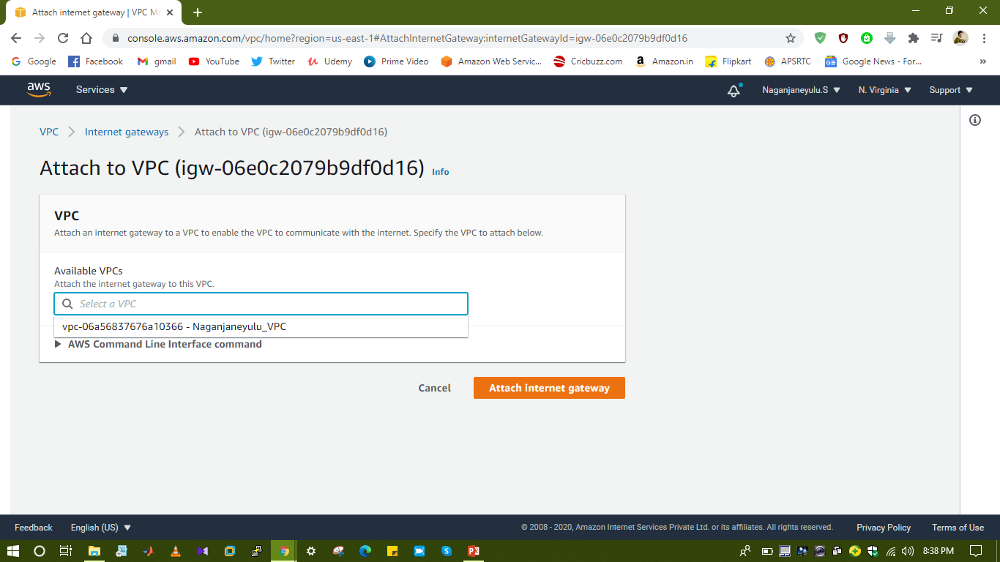 Attach internet gateway | VPC Ma
console.aws.amazon.com/vpc/home?region=us-east-1#AttachInternetGateway:internetGatewayId=igw-06e0c2079b9df0d16
Google Facebook gmail YouTube Twitter Udemy Prime Video Amazon Web Servic... Cricbuzz.com Amazon.in Flipkart APSRTC Google News - For... »
aws Services Naganjaneyulu.S N. Virginia Support
VPC Internet gateways Attach to VPC (igw-06e0c2079b9df0d16)
Attach to VPC (igw-06e0c2079b9df0d16) Info
VPC
Attach an internet gateway to a VPC to enable the VPC to communicate with the internet. Specify the VPC to attach below.
Available VPCs
Attach the internet gateway to this VPC.
Select a VPC
vpc-06a56837676a10366 - Naganjaneyulu_VPC
AWS Command Line Interface command
Cancel Attach internet gateway
Feedback English (US) © 2008 - 2020, Amazon Internet Services Private Ltd. or its affiliates. All rights reserved. Privacy Policy Terms of Use
8:38 PM